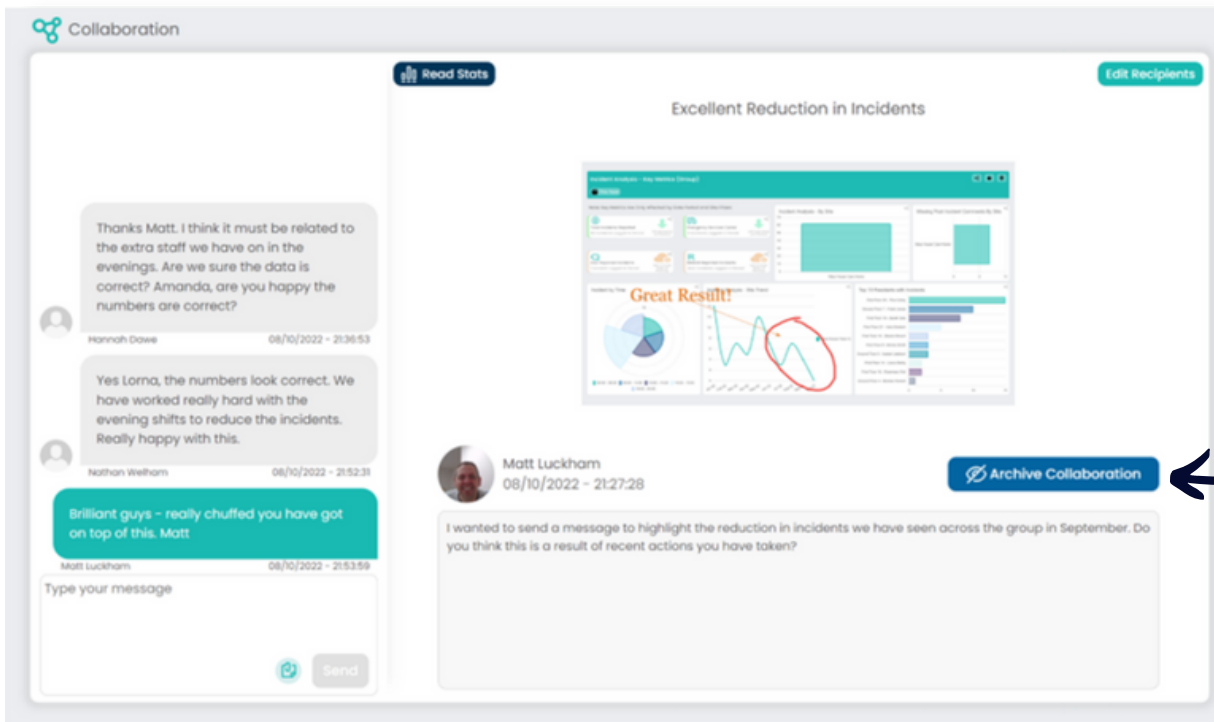 Collaboration
Read Stats
Edit Recipients
Excellent Reduction in Incidents
Incident Analysis - Key Metrics (Group)
Great Result!
Thanks Matt. I think it must be related to
the extra staff we have on in the
evenings. Are we sure the data is
correct? Amanda, are you happy the
numbers are correct?
Hannah Dawe
08/10/2022 - 21:36:53
Yes Lorna, the numbers look correct. We
have worked really hard with the
evening shifts to reduce the incidents.
Really happy with this.
Nathan Welham
08/10/2022 - 21:52:31
Brilliant guys - really chuffed you have got
on top of this. Matt
Matt Luckham
08/10/2022 - 21:53:59
Type your message
Send
Matt Luckham
08/10/2022 - 21:27:28
Archive Collaboration
I wanted to send a message to highlight the reduction in incidents we have seen across the group in September. Do
you think this is a result of recent actions you have taken?